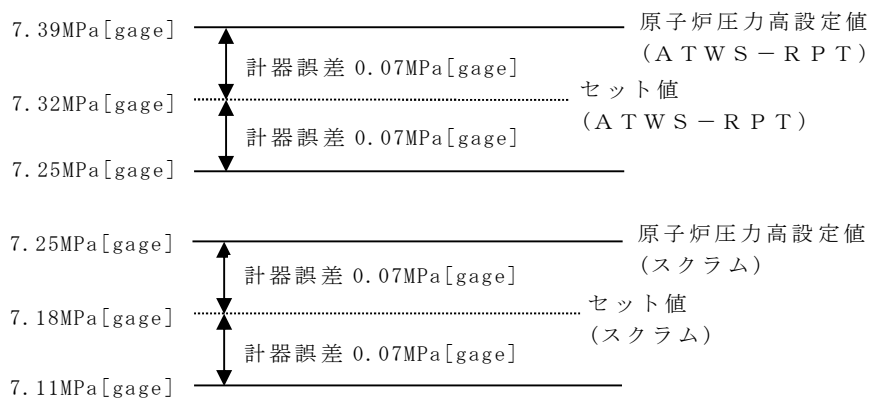 7.39MPa[gage]
原子炉圧力高設定値
(ＡＴＷＳ－ＲＰＴ)
計器誤差 0.07MPa[gage]
セット値
(ＡＴＷＳ－ＲＰＴ)
7.32MPa[gage]
計器誤差 0.07MPa[gage]
7.25MPa[gage]
7.25MPa[gage]
原子炉圧力高設定値
(スクラム)
計器誤差 0.07MPa[gage]
セット値
(スクラム)
7.18MPa[gage]
計器誤差 0.07MPa[gage]
7.11MPa[gage]